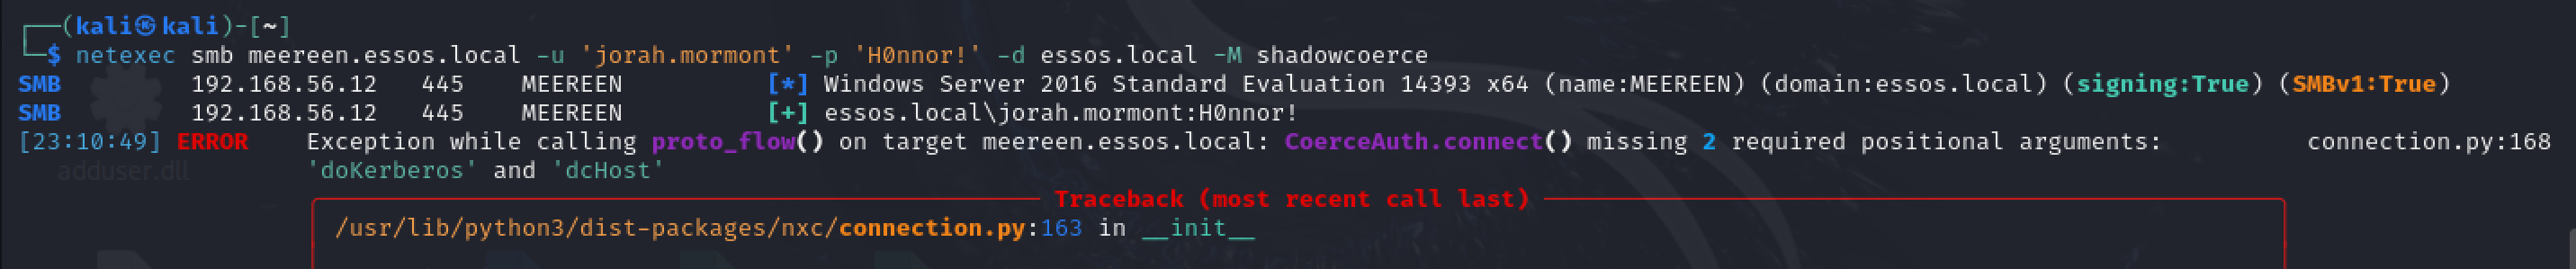 ┌──(kali㉿kali)-[~]
└─$ netexec smb meereen.essos.local -u 'jorah.mormont' -p 'H0nnor!' -d essos.local -M shadowcoerce
SMB 192.168.56.12 445 MEEREEN [*] Windows Server 2016 Standard Evaluation 14393 x64 (name:MEEREEN) (domain:essos.local) (signing:True) (SMBv1:True)
SMB 192.168.56.12 445 MEEREEN [+] essos.local\jorah.mormont:H0nnor!
[23:10:49] ERROR Exception while calling proto_flow() on target meereen.essos.local: CoerceAuth.connect() missing 2 required positional arguments: connection.py:168
adduser.dll 'doKerberos' and 'dcHost'
Traceback (most recent call last)
/usr/lib/python3/dist-packages/nxc/connection.py:163 in __init__